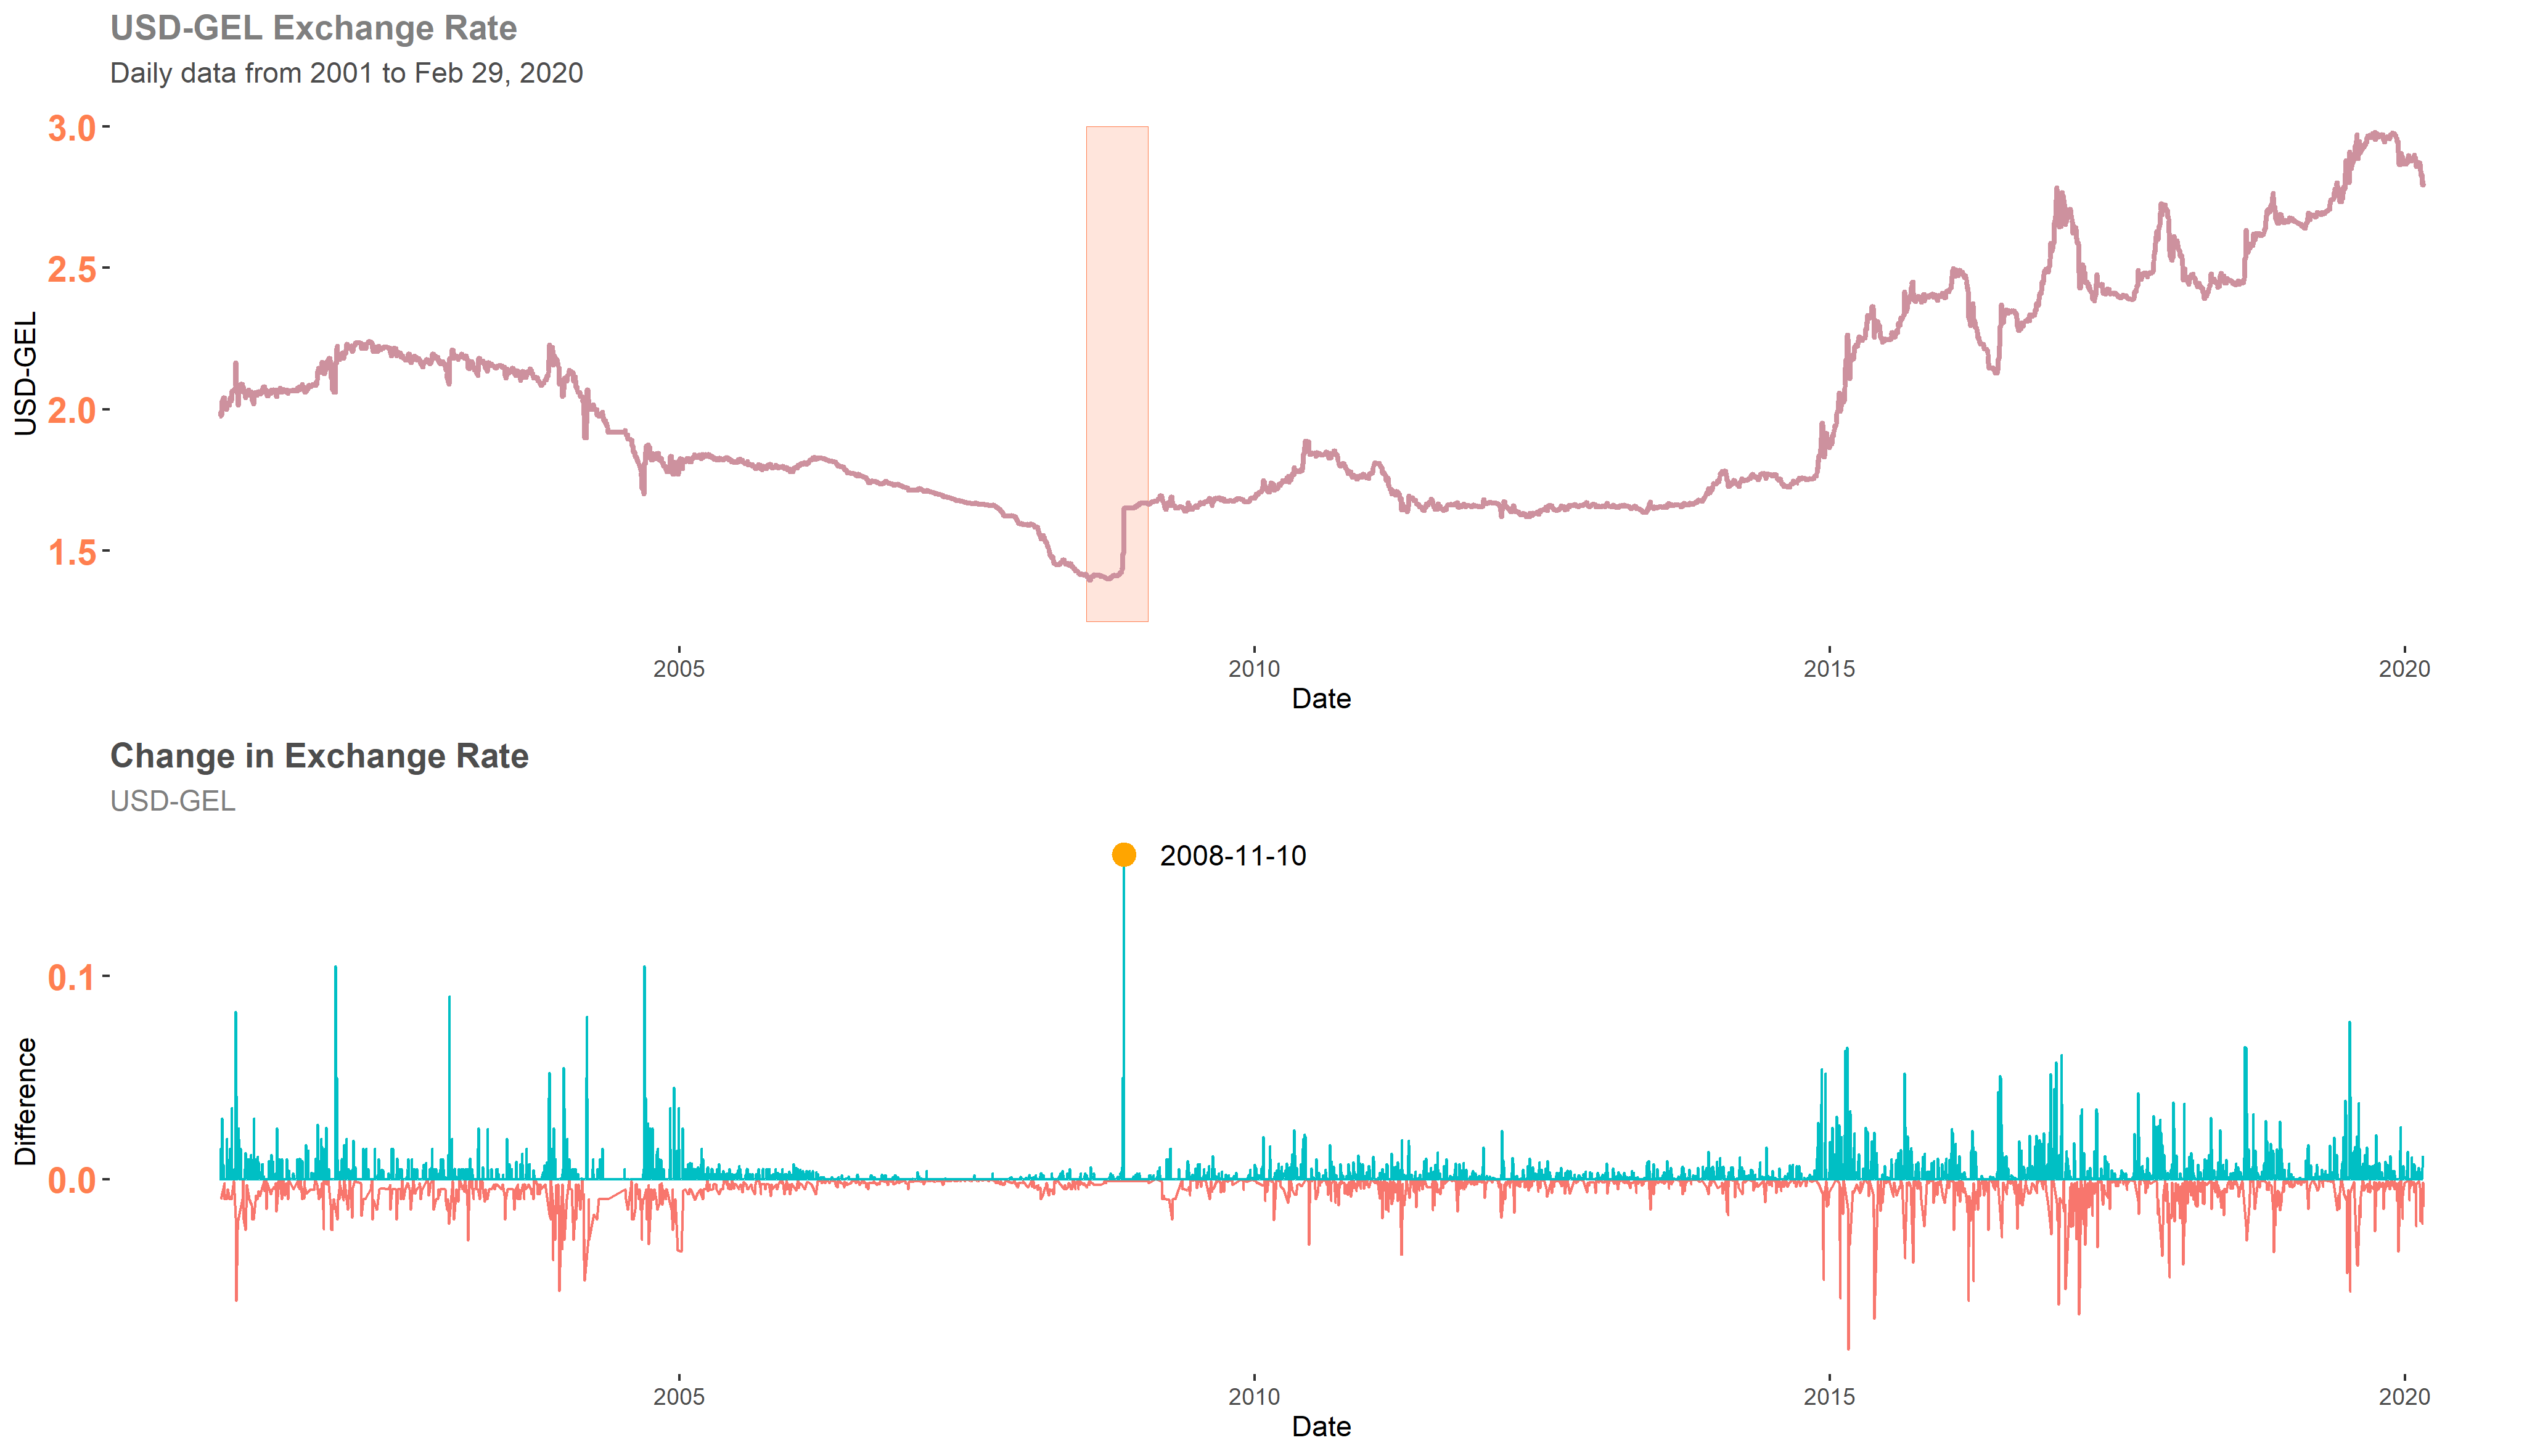 USD-GEL Exchange Rate
Daily data from 2001 to Feb 29, 2020
3.0
2.5
2.0
1.5
USD-GEL
2005 2010 2015 2020
Date
Change in Exchange Rate
USD-GEL
2008-11-10
0.1
0.0
Difference
2005 2010 2015 2020
Date